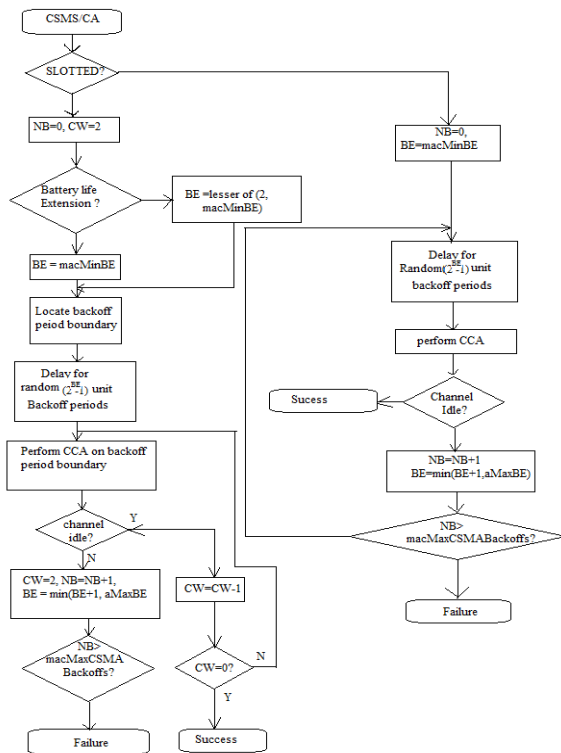 CSMS/CA
SLOTTED?
NB=0, CW=2
NB=0,
BE=macMinBE
Battery life
Extension ?
BE =lesser of (2,
macMinBE)
BE = macMinBE
Locate backoff
peiod boundary
Delay for
random (2^BE-1) unit
Backoff periods
Perform CCA on backoff
period boundary
channel
idle?
Y
N
CW=2, NB=NB+1,
BE = min(BE+1, aMaxBE
NB>
macMaxCSMA
Backoffs?
Failure
CW=CW-1
CW=0?
N
Y
Success
Delay for
Random(2^BE-1) unit
backoff periods
perform CCA
Channel
Idle?
Sucess
NB=NB+1
BE=min(BE+1,aMaxBE)
NB>
macMaxCSMABackoffs?
Failure